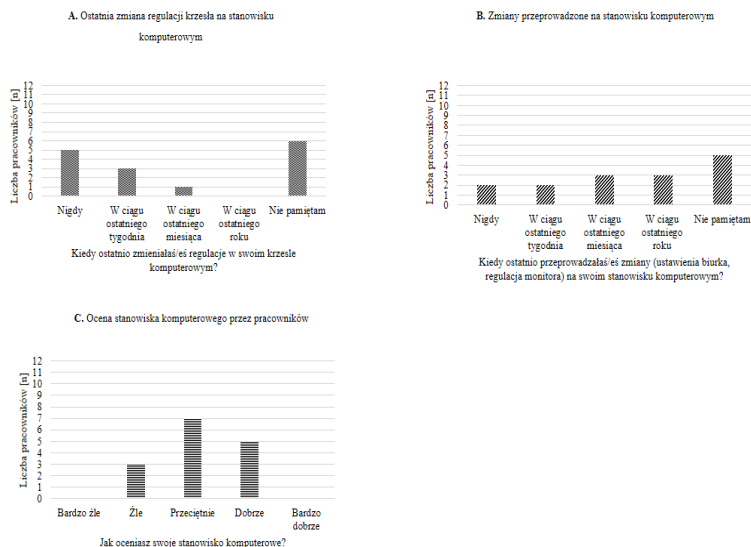 A. Ostatnia zmiana regulacji krzesła na stanowisku
komputerowym
Liczba pracowników [n]
12
11
10
9
8
7
6
5
4
3
2
1
0
Nigdy
W ciągu
ostatniego
tygodnia
W ciągu
ostatniego
miesiąca
W ciągu
ostatniego
roku
Nie pamiętam
Kiedy ostatnio zmieniałaś/eś regulacje w swoim krzesle
komputerowym?
B. Zmiany przeprowadzone na stanowisku komputerowym
Liczba pracowników [n]
12
11
10
9
8
7
6
5
4
3
2
1
0
Nigdy
W ciągu
ostatniego
tygodnia
W ciągu
ostatniego
miesiąca
W ciągu
ostatniego
roku
Nie pamiętam
Kiedy ostatnio przeprowadzałaś/eś zmiany (ustawienia biurka,
regulacja monitora) na swoim stanowisku komputerowym?
C. Ocena stanowiska komputerowego przez pracowników
Liczba pracowników [n]
12
11
10
9
8
7
6
5
4
3
2
1
0
Bardzo źle
Źle
Przeciętnie
Dobrze
Bardzo
dobrze
Jak oceniasz swoje stanowisko komputerowe?